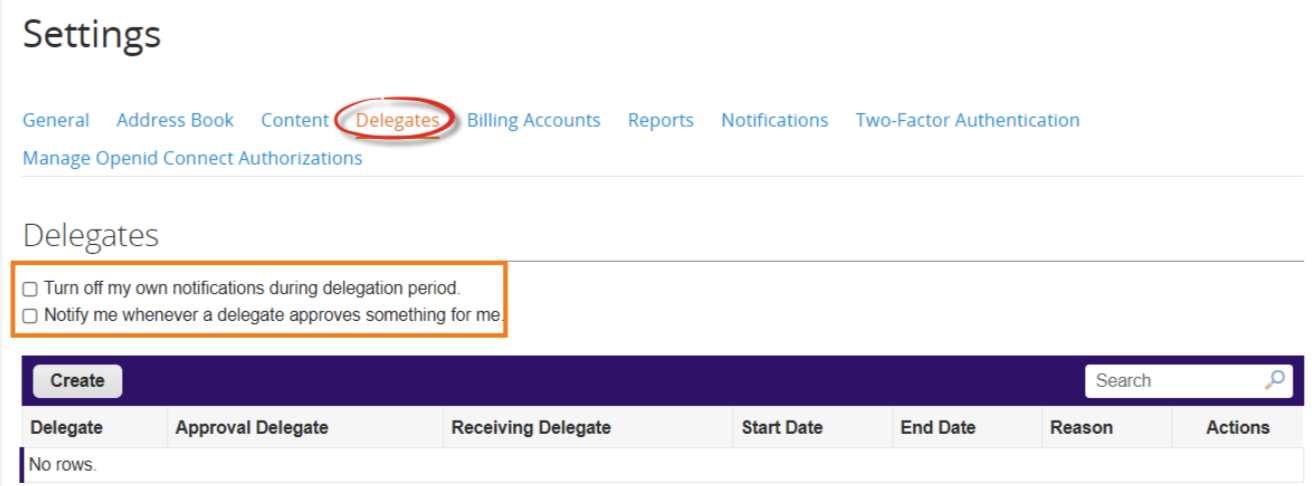 Settings
General Address Book Content Delegates Billing Accounts Reports Notifications Two-Factor Authentication
Manage Openid Connect Authorizations
Delegates
Turn off my own notifications during delegation period.
Notify me whenever a delegate approves something for me.
Create Search
Delegate Approval Delegate Receiving Delegate Start Date End Date Reason Actions
No rows.